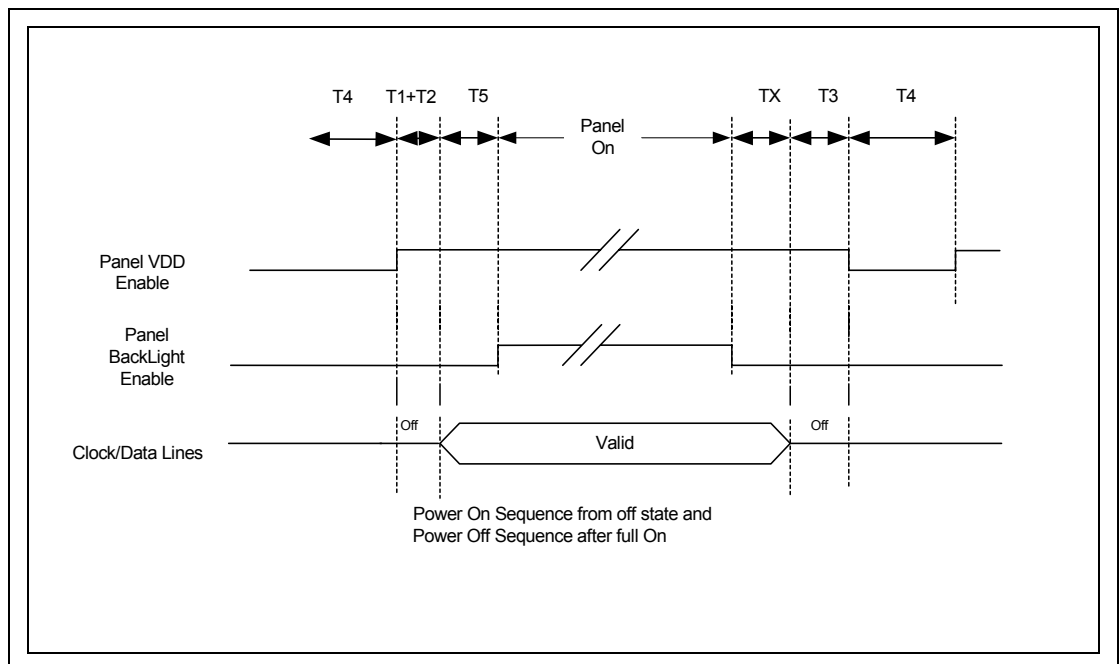 T4 T1+T2 T5 TX T3 T4
Panel
On
Panel VDD
Enable
Panel
BackLight
Enable
Off Off
Clock/Data Lines Valid
Power On Sequence from off state and
Power Off Sequence after full On